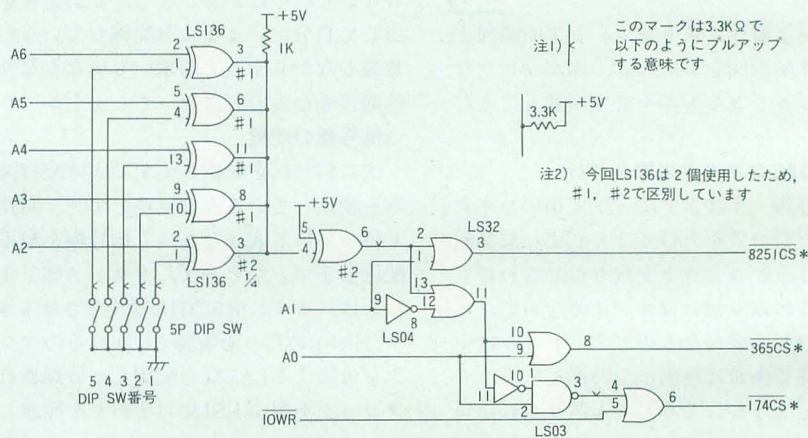 LS136
+5V
1K
A6
2
1
3
#1
A5
5
4
6
#1
A4
13
11
#1
A3
9
10
8
#1
A2
1
2
3
#2
LS136
1/4
+5V
5
4
6
#2
LS32
2
1
3
8251CS*
13
12
11
A1
9
8
LS04
10
9
8
365CS*
A0
11
10
2
3
LS03
4
5
6
174CS*
IOWR
5P DIP SW
5 4 3 2 1
DIP SW番号
注1)
このマークは3.3KΩで
以下のようにプルアップ
する意味です
3.3K
+5V
注2) 今回LS136は2個使用したため,
#1, #2で区別しています